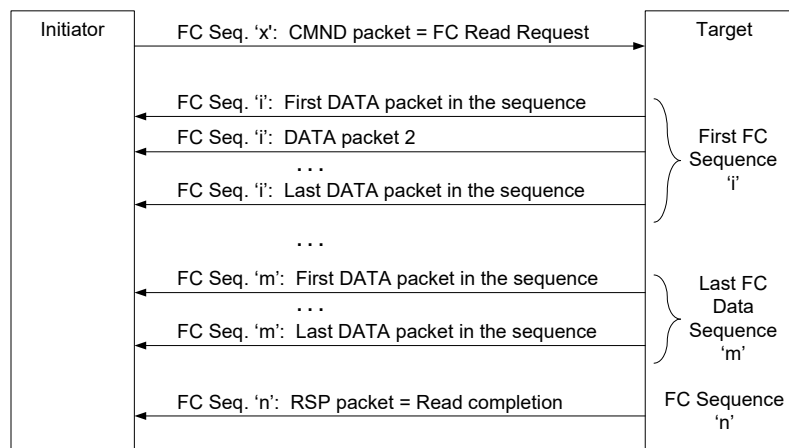 Initiator
Target
FC Seq. ‘x': CMND packet = FC Read Request
FC Seq. ‘i’: First DATA packet in the sequence
FC Seq. ‘i’: DATA packet 2
. . .
FC Seq. ‘i’: Last DATA packet in the sequence
First FC
Sequence
‘i’
. . .
FC Seq. ‘m’: First DATA packet in the sequence
. . .
FC Seq. ‘m’: Last DATA packet in the sequence
Last FC
Data
Sequence
‘m’
FC Seq. ‘n’: RSP packet = Read completion
FC Sequence
‘n’